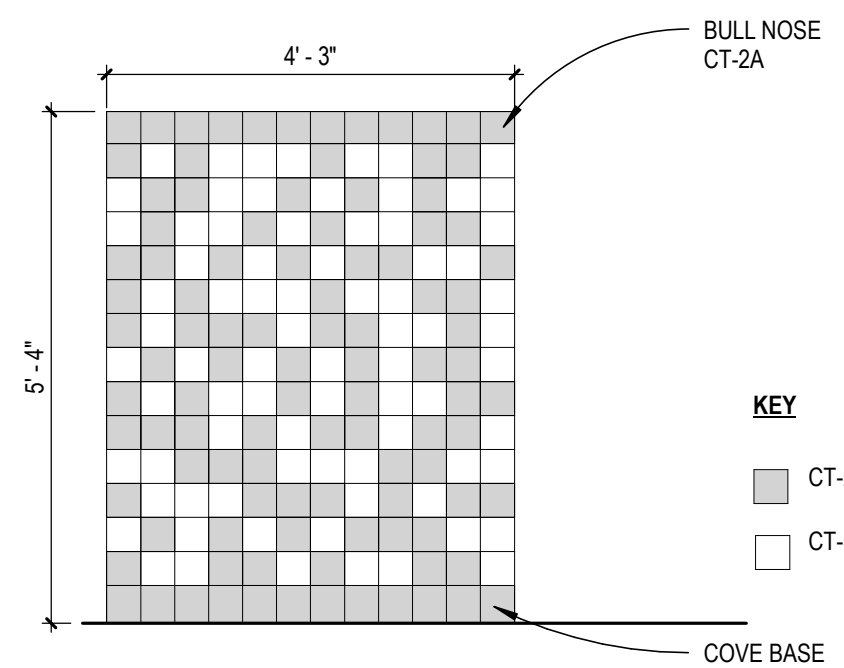 BULL NOSE
CT-2A
4' - 3"
5' - 4"
KEY
CT-
CT-
COVE BASE